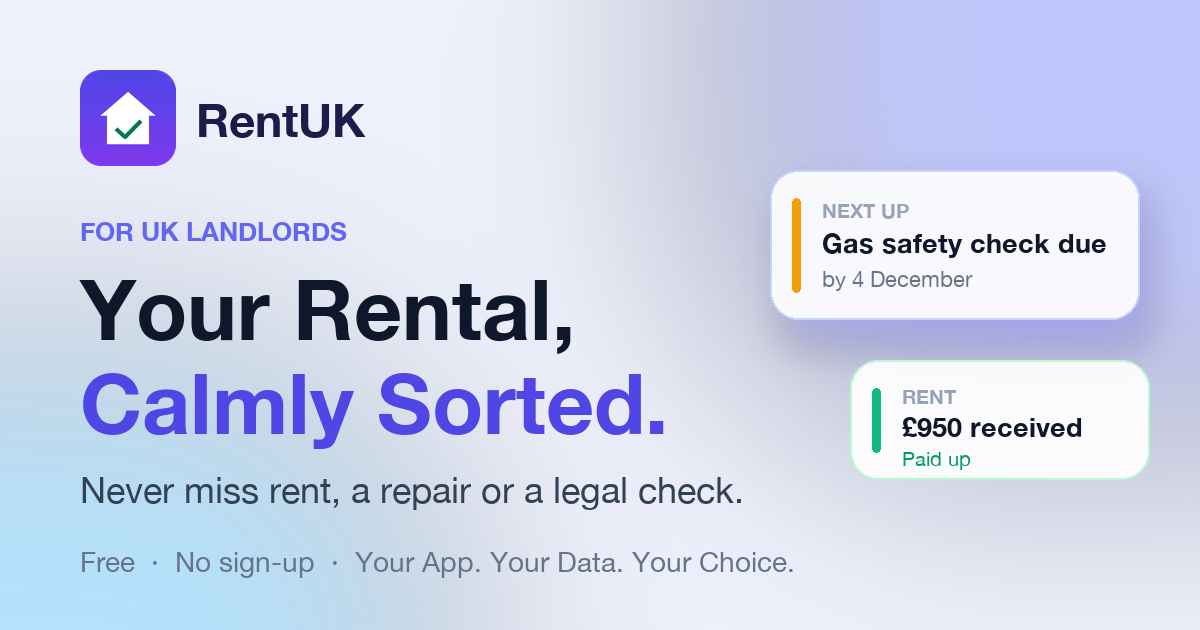 RentUK
FOR UK LANDLORDS
Your Rental,
Calmly Sorted.
Never miss rent, a repair or a legal check.
Free · No sign-up · Your App. Your Data. Your Choice.
NEXT UP
Gas safety check due
by 4 December
RENT
£950 received
Paid up